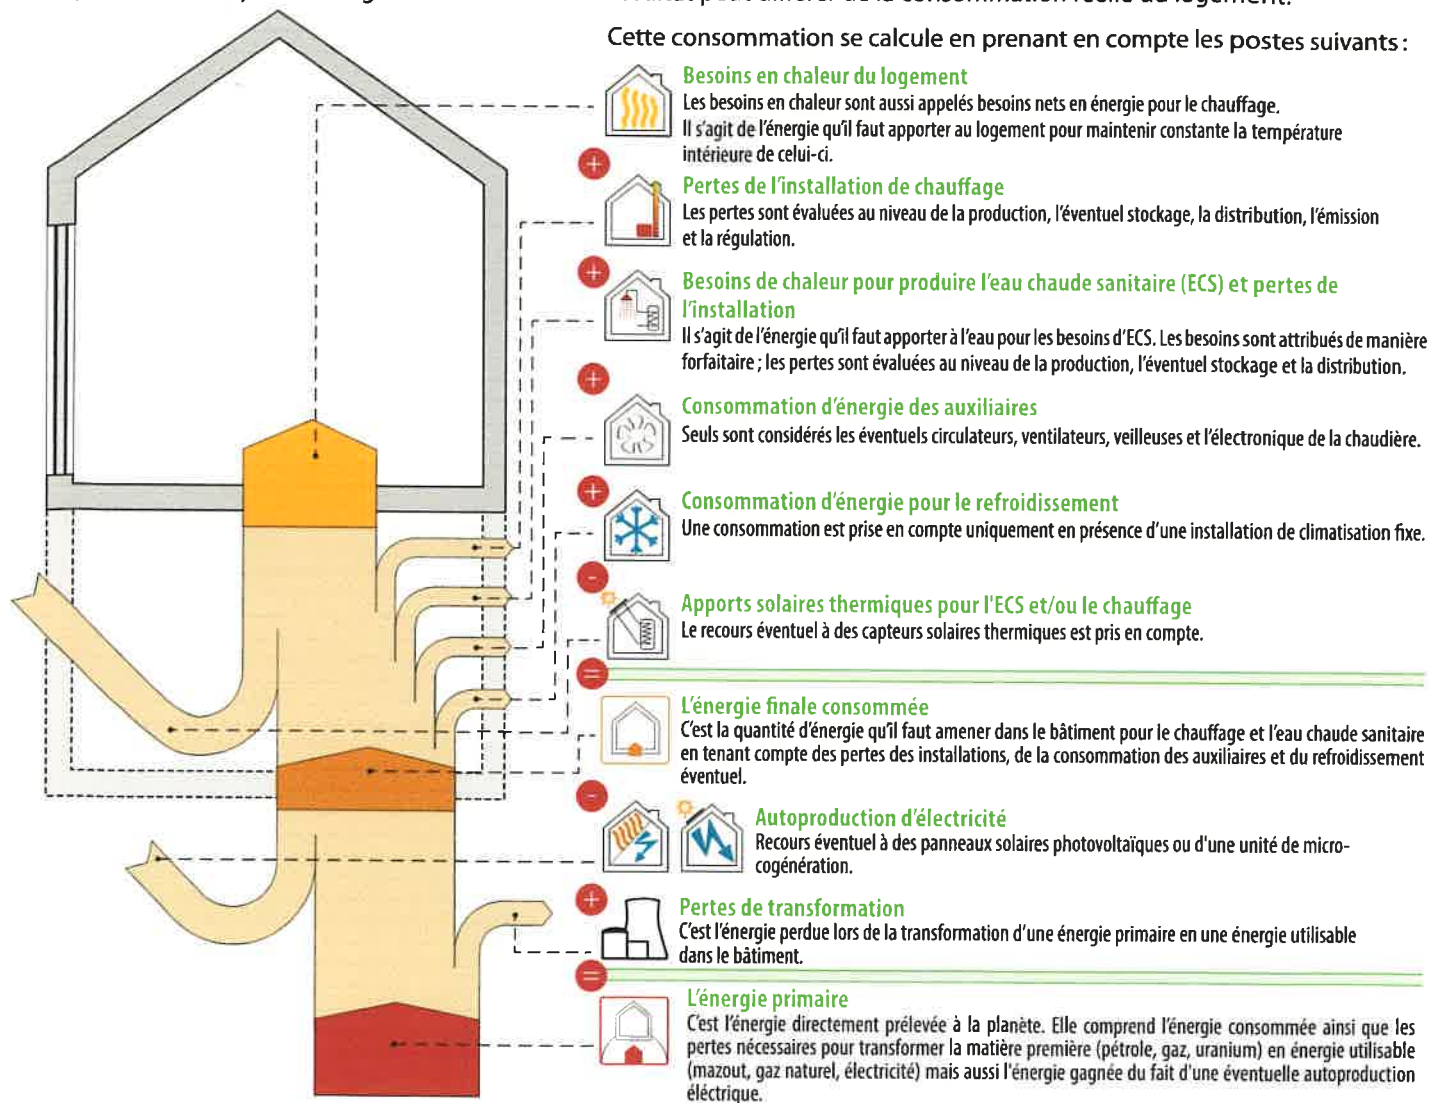 Cette consommation se calcule en prenant en compte les postes suivants :
Besoins en chaleur du logement
Les besoins en chaleur sont aussi appelés besoins nets en énergie pour le chauffage.
Il s'agit de l'énergie qu'il faut apporter au logement pour maintenir constante la température
intérieure de celui-ci.
+
Pertes de l'installation de chauffage
Les pertes sont évaluées au niveau de la production, l'éventuel stockage, la distribution, l'émission
et la régulation.
+
Besoins de chaleur pour produire l'eau chaude sanitaire (ECS) et pertes de
l'installation
Il s'agit de l'énergie qu'il faut apporter à l'eau pour les besoins d'ECS. Les besoins sont attribués de manière
forfaitaire ; les pertes sont évaluées au niveau de la production, l'éventuel stockage et la distribution.
+
Consommation d'énergie des auxiliaires
Seuls sont considérés les éventuels circulateurs, ventilateurs, veilleuses et l'électronique de la chaudière.
+
Consommation d'énergie pour le refroidissement
Une consommation est prise en compte uniquement en présence d'une installation de climatisation fixe.
-
Apports solaires thermiques pour l'ECS et/ou le chauffage
Le recours éventuel à des capteurs solaires thermiques est pris en compte.
=
L'énergie finale consommée
C'est la quantité d'énergie qu'il faut amener dans le bâtiment pour le chauffage et l'eau chaude sanitaire
en tenant compte des pertes des installations, de la consommation des auxiliaires et du refroidissement
éventuel.
-
Autoproduction d'électricité
Recours éventuel à des panneaux solaires photovoltaïques ou d'une unité de micro-
cogénération.
+
Pertes de transformation
C'est l'énergie perdue lors de la transformation d'une énergie primaire en une énergie utilisable
dans le bâtiment.
=
L'énergie primaire
C'est l'énergie directement prélevée à la planète. Elle comprend l'énergie consommée ainsi que les
pertes nécessaires pour transformer la matière première (pétrole, gaz, uranium) en énergie utilisable
(mazout, gaz naturel, électricité) mais aussi l'énergie gagnée du fait d'une éventuelle autoproduction
éléctrique.